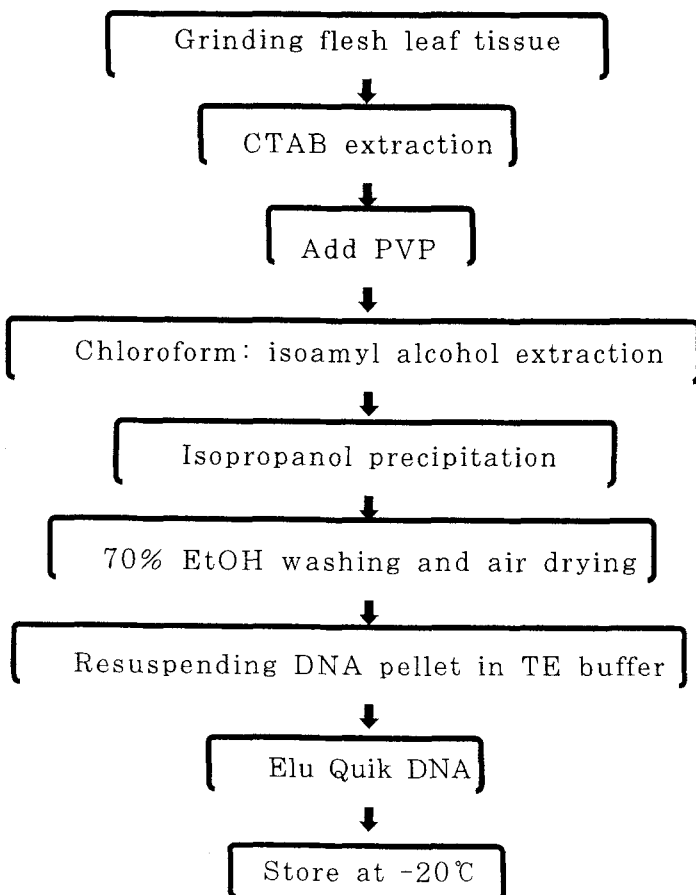 Grinding flesh leaf tissue
CTAB extraction
Add PVP
Chloroform: isoamyl alcohol extraction
Isopropanol precipitation
70% EtOH washing and air drying
Resuspending DNA pellet in TE buffer
Elu Quik DNA
Store at -20℃